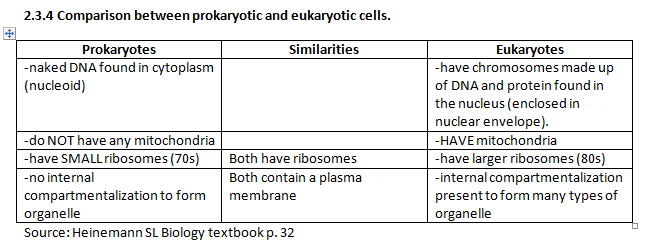 2.3.4 Comparison between prokaryotic and eukaryotic cells.
Prokaryotes Similarities Eukaryotes
-naked DNA found in cytoplasm
(nucleoid)
-have chromosomes made up
of DNA and protein found in
the nucleus (enclosed in
nuclear envelope).
-do NOT have any mitochondria
-HAVE mitochondria
-have SMALL ribosomes (70s)
Both have ribosomes
-have larger ribosomes (80s)
-no internal
compartmentalization to form
organelle
Both contain a plasma
membrane
-internal compartmentalization
present to form many types of
organelle
Source: Heinemann SL Biology textbook p. 32